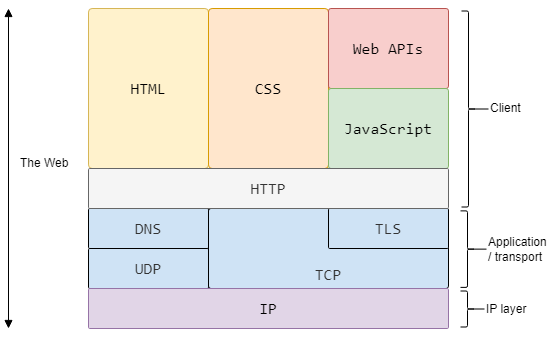 Web APIs
HTML
CSS
Client
JavaScript
The Web
HTTP
DNS
TLS
Application
/ transport
UDP
TCP
IP
IP layer